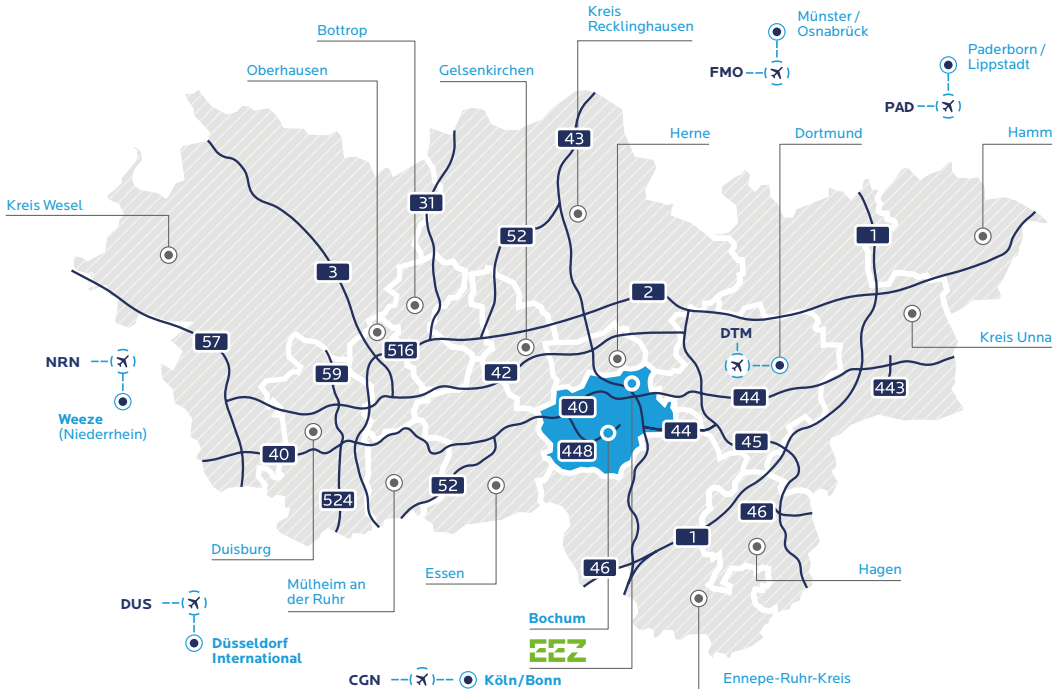 Kreis
Recklinghausen
Münster /
Osnabrück
Bottrop
FMO
Paderborn /
Lippstadt
Oberhausen
Gelsenkirchen
PAD
43
Herne
Dortmund
Hamm
Kreis Wesel
31
52
1
3
2
57
516
DTM
Kreis Unna
NRN
59
42
443
Weeze
(Niederrhein)
40
44
40
448
44
45
524
52
46
1
Duisburg
Mülheim an
der Ruhr
Essen
46
Hagen
DUS
Düsseldorf
International
Bochum
EEZ
CGN
Köln/Bonn
Ennepe-Ruhr-Kreis